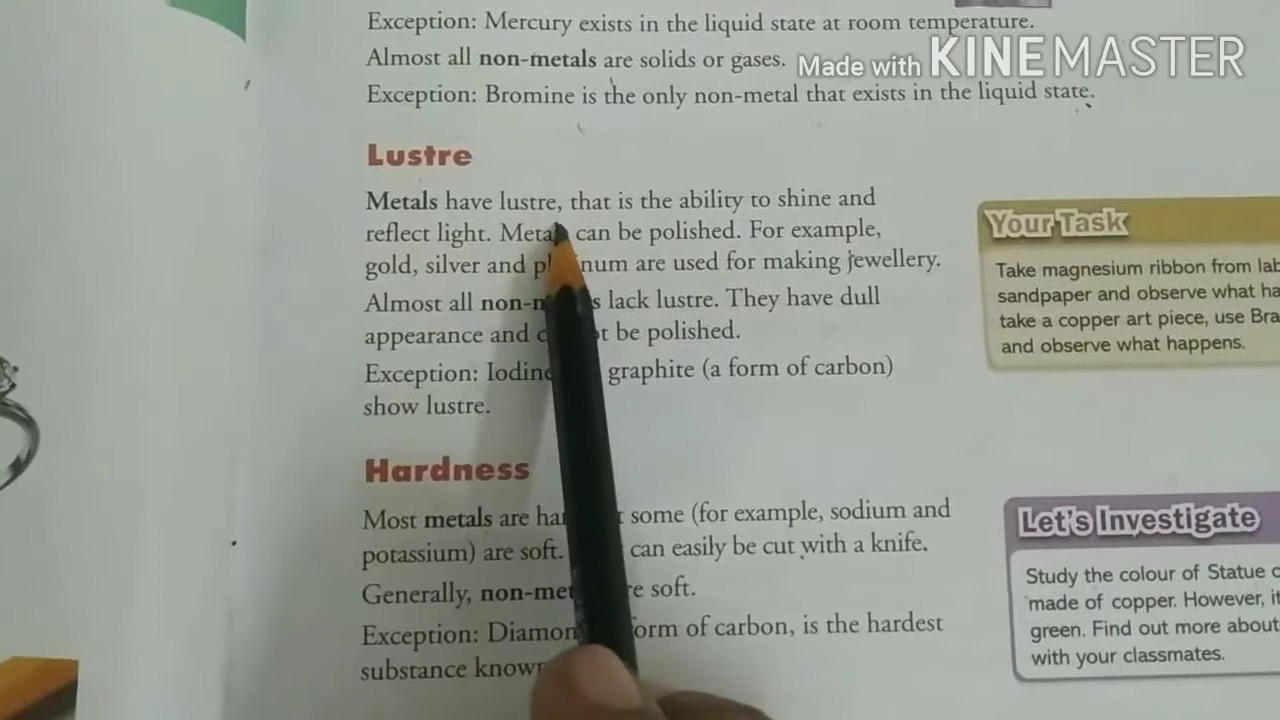 Exception: Mercury exists in the liquid state at room temperature.
Almost all non-metals are solids or gases.
Made with KINEMASTER
Exception: Bromine is the only non-metal that exists in the liquid state.
Lustre
Metals have lustre, that is the ability to shine and
reflect light. Metals can be polished. For example,
gold, silver and platinum are used for making jewellery.
Almost all non-metals lack lustre. They have dull
appearance and cannot be polished.
Exception: Iodine graphite (a form of carbon)
show lustre.
Hardness
Most metals are hard some (for example, sodium and
potassium) are soft. can easily be cut with a knife.
Generally, non-metals are soft.
Exception: Diamond form of carbon, is the hardest
substance known
Your Task
Take magnesium ribbon from lab
sandpaper and observe what
take a copper art piece, use
and observe what happens.
Let's Investigate
Study the colour of Statue
made of copper. However,
green. Find out more about
with your classmates.